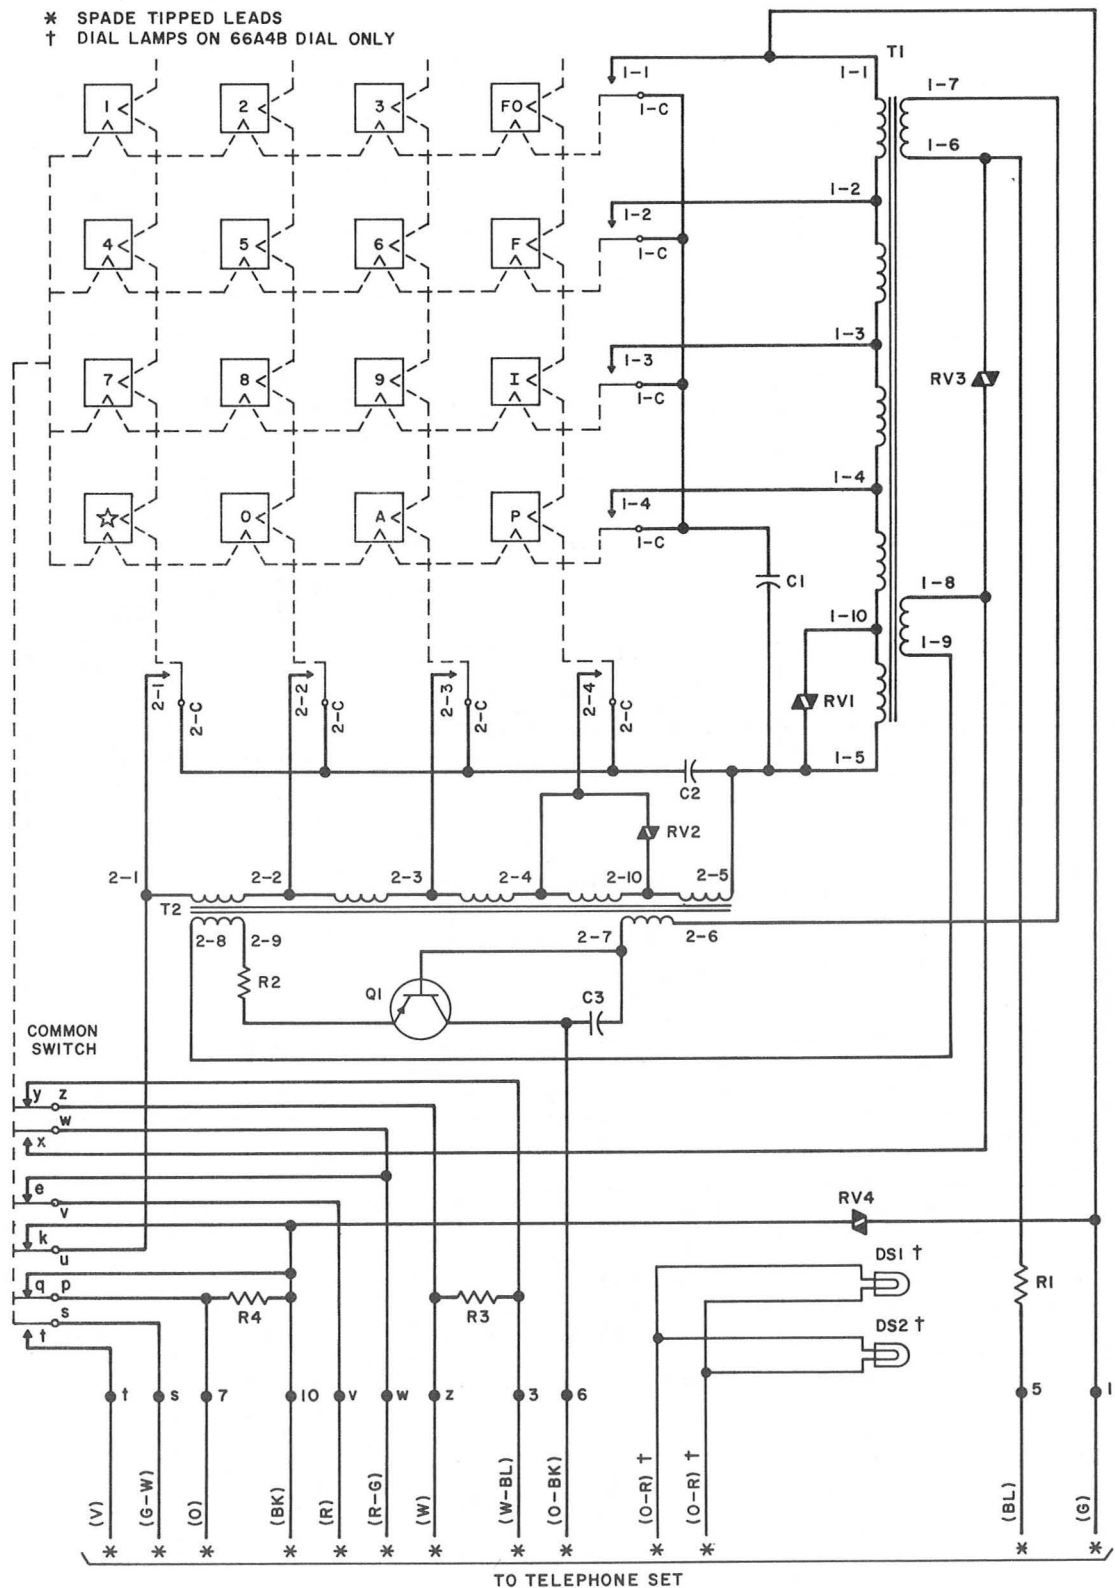 * SPADE TIPPED LEADS
† DIAL LAMPS ON 66A4B DIAL ONLY
T1
1-1
1-1
1-7
1 2 3 FO
1-C
1-6
1-2
1-2
4 5 6 F
1-C
1-3
1-3
7 8 9 I
1-C
RV3
1-4
1-4
☆ O A P
1-C
C1
1-8
1-10
1-9
2-1
2-C
2-2
2-C
2-3
2-C
2-4
2-C
RV1
1-5
C2
RV2
2-1 2-2 2-3 2-4 2-10 2-5
T2
2-8 2-9 2-7 2-6
R2
Q1
C3
COMMON
SWITCH
y z
w
x
e
v
RV4
k
u
DS1 †
q p
R4
R3
R1
s
t
DS2 †
t s 7 10 v w z 3 6 5 1
(V) (G-W) (O) (BK) (R) (R-G) (W) (W-BL) (O-BK) (O-R) † (O-R) † (BL) (G)
* * * * * * * * * * * * *
TO TELEPHONE SET